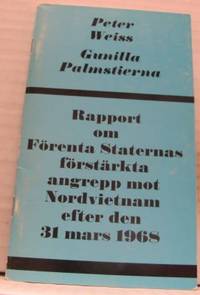 Peter
Weiss
Gunilla
Palmstierna
Rapport
om
Förenta Staternas
förstärkta
angrepp mot
Nordvietnam
efter den
31 mars 1968